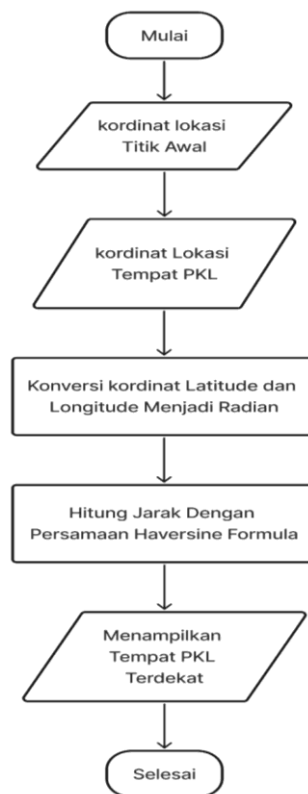 Mulai
kordinat lokasi
Titik Awal
kordinat Lokasi
Tempat PKL
Konversi kordinat Latitude dan
Longitude Menjadi Radian
Hitung Jarak Dengan
Persamaan Haversine Formula
Menampilkan
Tempat PKL
Terdekat
Selesai